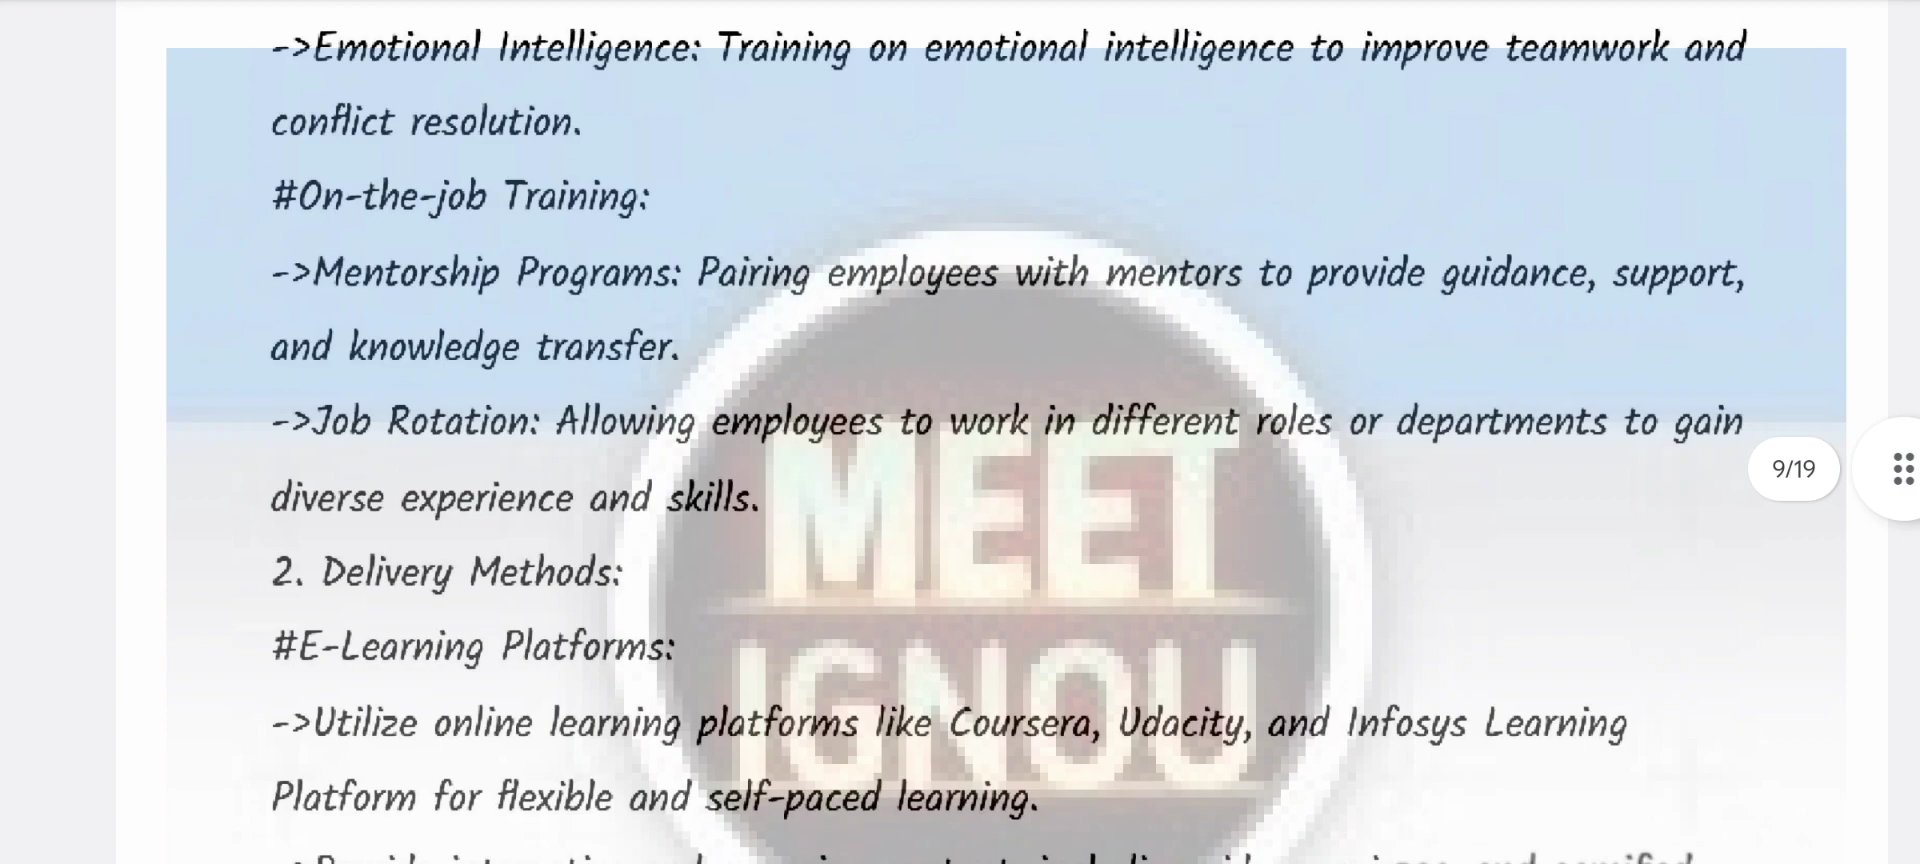 ->Emotional Intelligence: Training on emotional intelligence to improve teamwork and
conflict resolution.
#On-the-job Training:
->Mentorship Programs: Pairing employees with mentors to provide guidance, support,
and knowledge transfer.
->Job Rotation: Allowing employees to work in different roles or departments to gain
diverse experience and skills.
9/19
2. Delivery Methods:
#E-Learning Platforms:
->Utilize online learning platforms like Coursera, Udacity, and Infosys Learning
Platform for flexible and self-paced learning.
MEET
IGNOU